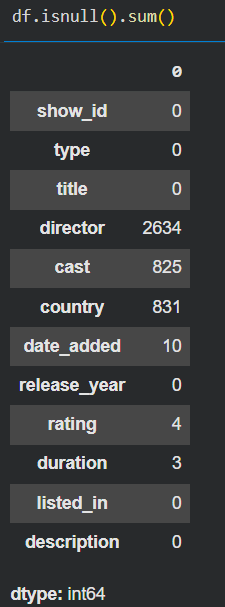 df.isnull().sum()
0
show_id 0
type 0
title 0
director 2634
cast 825
country 831
date_added 10
release_year 0
rating 4
duration 3
listed_in 0
description 0
dtype: int64